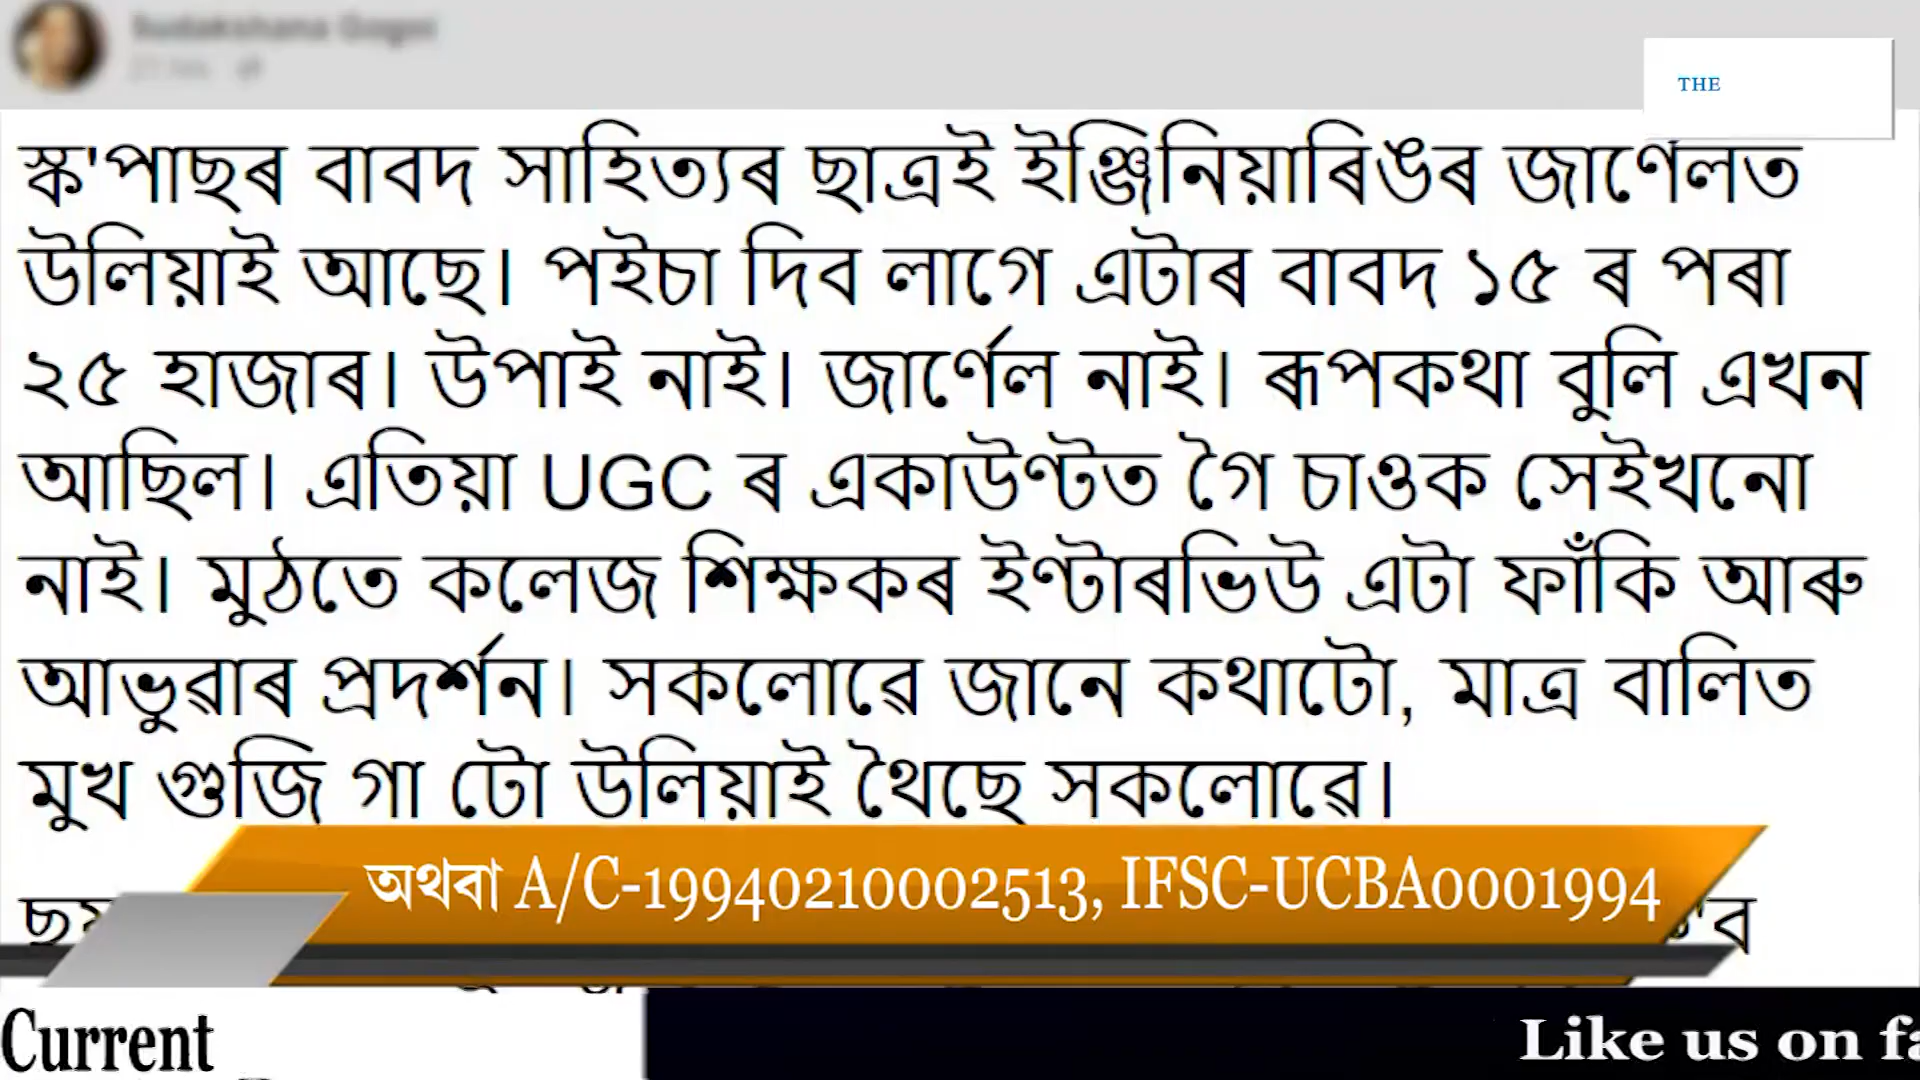 THE
স্ক'পাছৰ বাবদ সাহিত্যৰ ছাত্ৰই ইঞ্জিনিয়াৰিঙৰ জাৰ্ণেলত
উলিয়াই আছে। পইচা দিব লাগে এটাৰ বাবদ ১৫ ৰ পৰা
২৫ হাজাৰ। উপাই নাই। জাৰ্ণেল নাই। ৰূপকথা বুলি এখন
আছিল। এতিয়া UGC ৰ একাউণ্টত গৈ চাওক সেইখনো
নাই। মুঠতে কলেজ শিক্ষকৰ ইণ্টাৰভিউ এটা ফাঁকি আৰু
আভুৱাৰ প্ৰদৰ্শন। সকলোৱে জানে কথাটো, মাত্ৰ বালিত
মুখ গুজি গা টো উলিয়াই থৈছে সকলোৱে।
অথবা A/C-19940210002513, IFSC-UCBA0001994
Current
Like us on fa